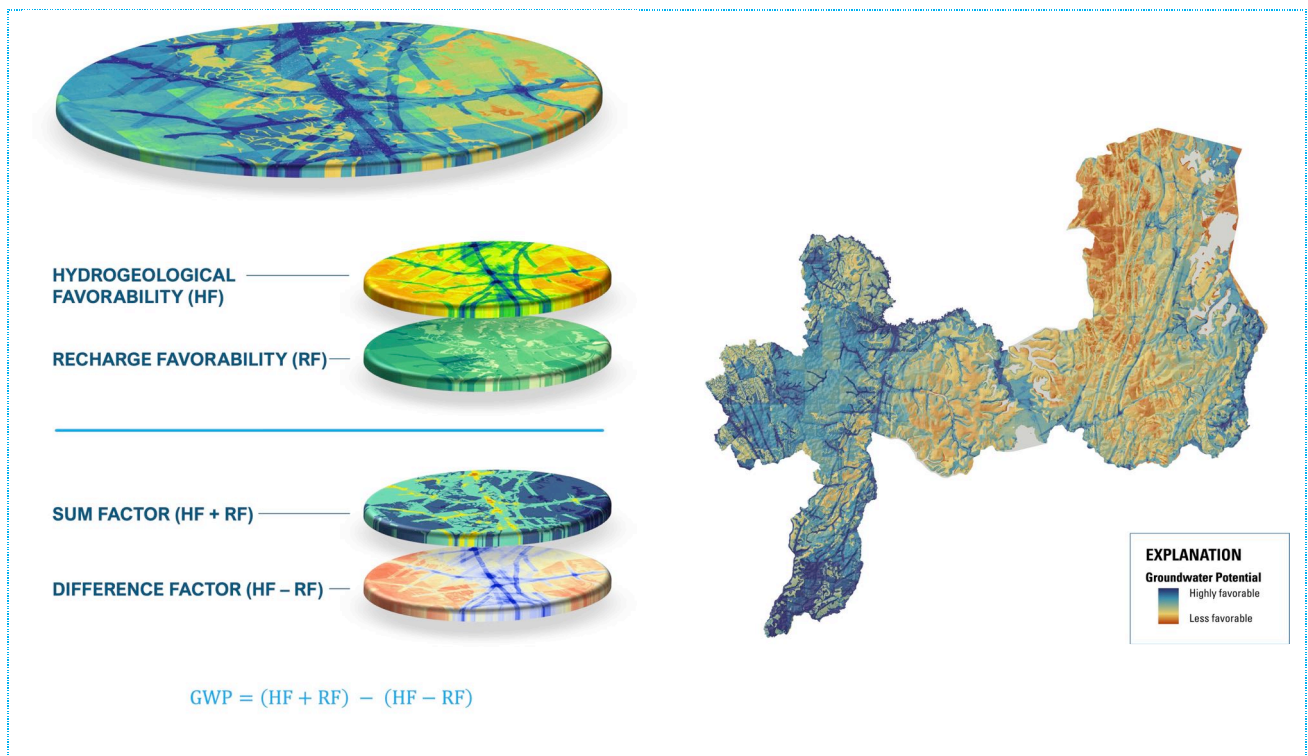 HYDROGEOLOGICAL
FAVORABILITY (HF)
RECHARGE FAVORABILITY (RF)
SUM FACTOR (HF + RF)
DIFFERENCE FACTOR (HF – RF)
GWP = (HF + RF) − (HF − RF)
EXPLANATION
Groundwater Potential
Highly favorable
Less favorable